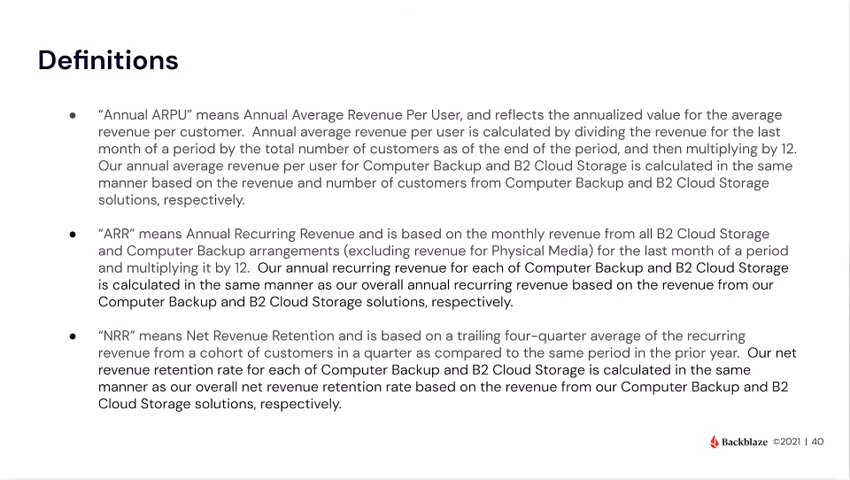 Definitions
● “Annual ARPU” means Annual Average Revenue Per User, and reflects the annualized value for the average
revenue per customer.  Annual average revenue per user is calculated by dividing the revenue for the last
month of a period by the total number of customers as of the end of the period, and then multiplying by 12.
Our annual average revenue per user for Computer Backup and B2 Cloud Storage is calculated in the same
manner based on the revenue and number of customers from Computer Backup and B2 Cloud Storage
solutions, respectively.
● “ARR” means Annual Recurring Revenue and is based on the monthly revenue from all B2 Cloud Storage
and Computer Backup arrangements (excluding revenue for Physical Media) for the last month of a period
and multiplying it by 12.  Our annual recurring revenue for each of Computer Backup and B2 Cloud Storage
is calculated in the same manner as our overall annual recurring revenue based on the revenue from our
Computer Backup and B2 Cloud Storage solutions, respectively.
● “NRR” means Net Revenue Retention and is based on a trailing four-quarter average of the recurring
revenue from a cohort of customers in a quarter as compared to the same period in the prior year.  Our net
revenue retention rate for each of Computer Backup and B2 Cloud Storage is calculated in the same
manner as our overall net revenue retention rate based on the revenue from our Computer Backup and B2
Cloud Storage solutions, respectively.
Backblaze ©2021 | 40